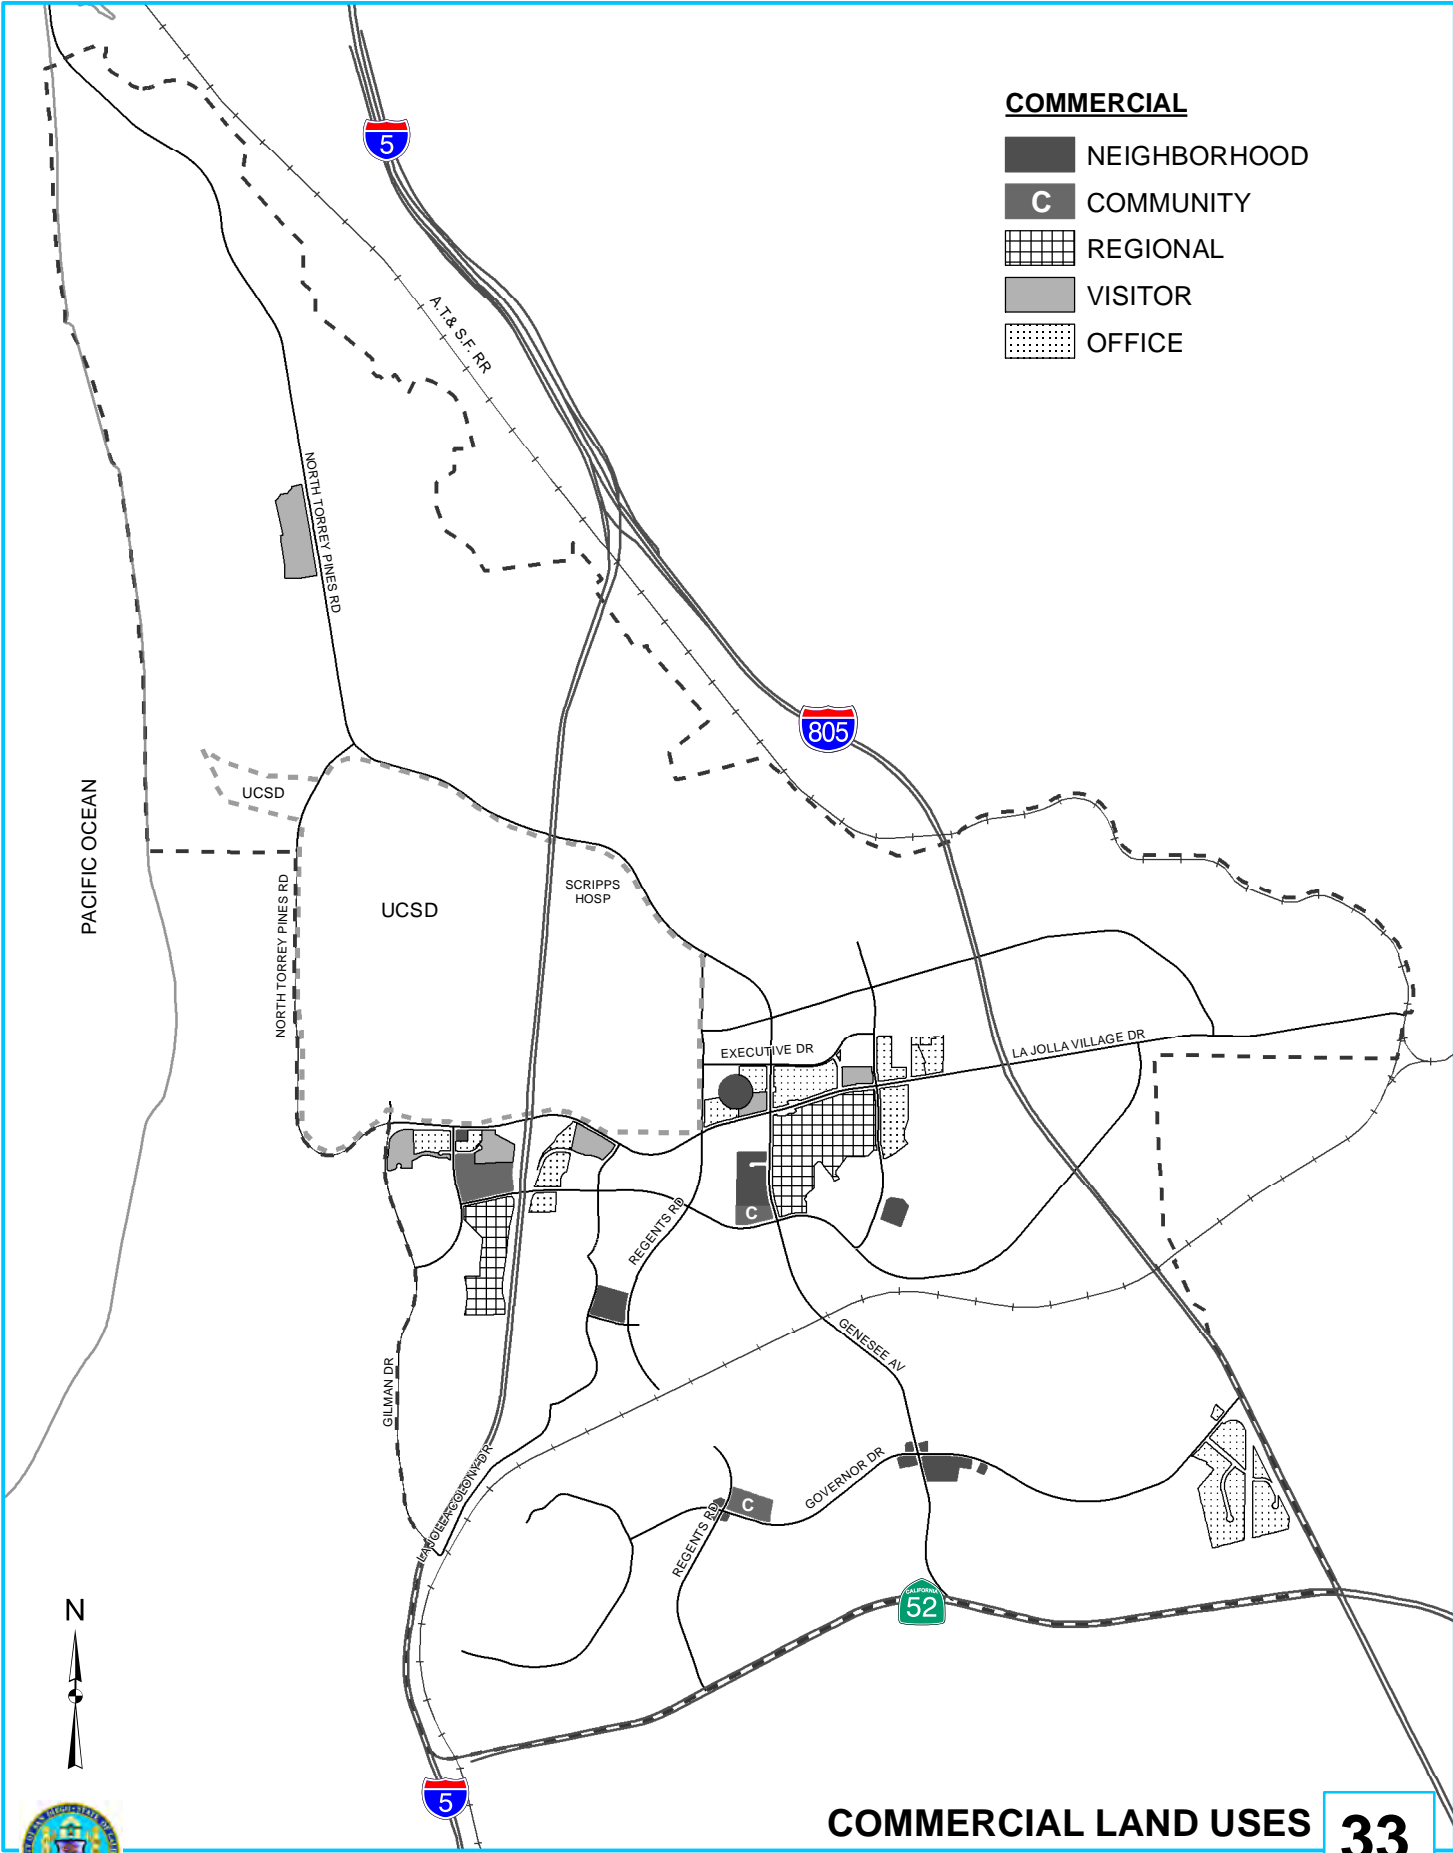 5
COMMERCIAL
NEIGHBORHOOD
C COMMUNITY
REGIONAL
VISITOR
OFFICE
A.T.& S.F. RR
NORTH TORREY PINES RD
805
UCSD
PACIFIC OCEAN
SCRIPPS
HOSP
UCSD
NORTH TORREY PINES RD
EXECUTIVE DR
LA JOLLA VILLAGE DR
C
REGENTS RD
GENESEE AV
GILMAN DR
LA JOLLA COLONY DR
GOVERNOR DR
C
REGENTS RD
CALIFORNIA
52
N
5
COMMERCIAL LAND USES
33